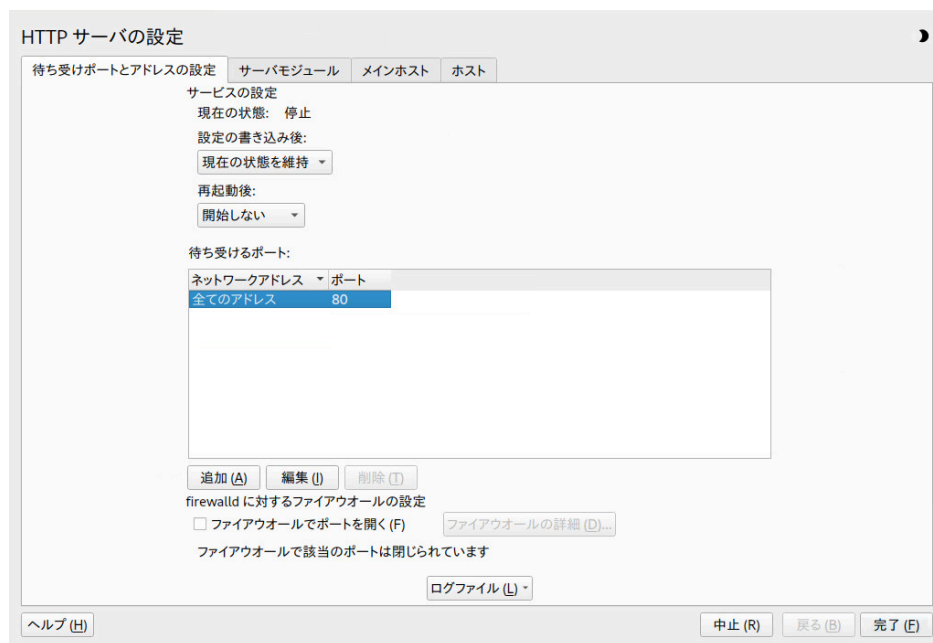 HTTP サーバの設定
待ち受けポートとアドレスの設定 サーバモジュール メインホスト ホスト
サービスの設定
現在の状態: 停止
設定の書き込み後:
現在の状態を維持
再起動後:
開始しない
待ち受けるポート:
ネットワークアドレス ポート
全てのアドレス 80
追加 (A) 編集 (I) 削除 (T)
firewalld に対するファイアウオールの設定
ファイアウオールでポートを開く(F) ファイアウオールの詳細 (D)...
ファイアウオールで該当のポートは閉じられています
ログファイル (L)
ヘルプ (H) 中止 (R) 戻る (B) 完了 (F)